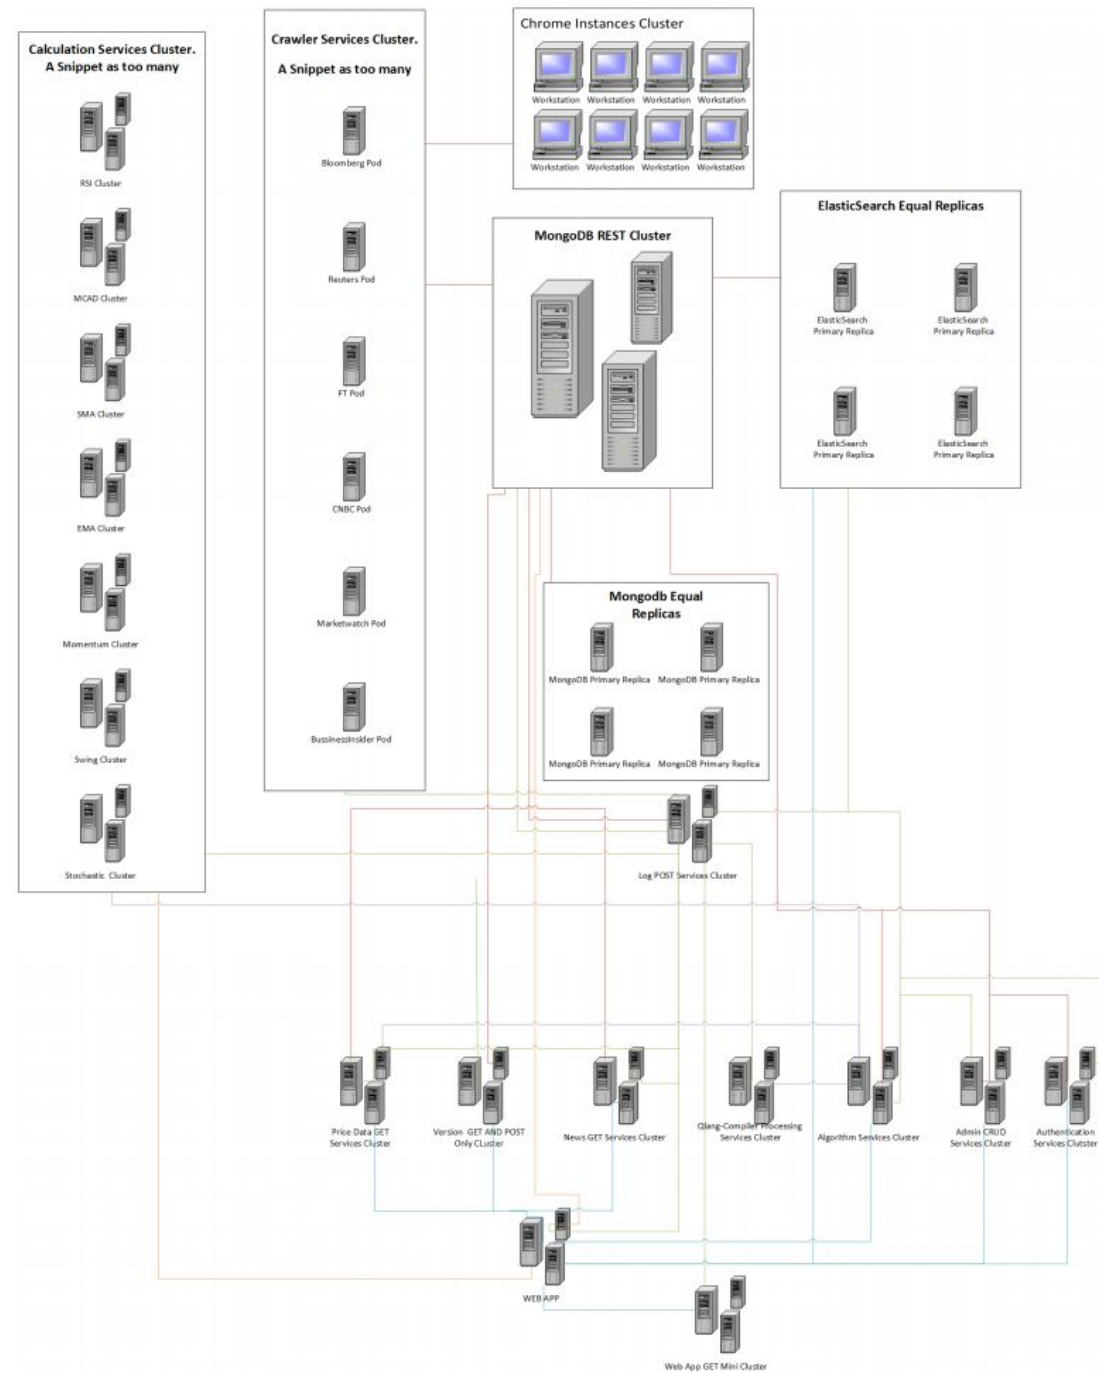 Calculation Services Cluster.
A Snippet as too many
RSI Cluster
MCAD Cluster
SMA Cluster
EMA Cluster
Momentum Cluster
Swing Cluster
Stochastic Cluster
Crawler Services Cluster.
A Snippet as too many
Bloomberg Pod
Reuters Pod
FT Pod
CNBC Pod
Marketwatch Pod
BussinessInsider Pod
Chrome Instances Cluster
Workstation Workstation Workstation Workstation
Workstation Workstation Workstation Workstation
MongoDB REST Cluster
ElasticSearch Equal Replicas
ElasticSearch
Primary Replica
ElasticSearch
Primary Replica
ElasticSearch
Primary Replica
ElasticSearch
Primary Replica
Mongodb Equal
Replicas
MongoDB Primary Replica MongoDB Primary Replica
MongoDB Primary Replica MongoDB Primary Replica
Log POST Services Cluster
Price Data GET
Services Cluster
Version GET AND POST
Only CLuster
News GET Services Cluster
Qlang-Compiler Processing
Services Cluster
Algorithm Services Cluster
Admin CRUD
Services Cluster
Authentication
Services Clutster
WEB APP
Web App GET Mini Cluster